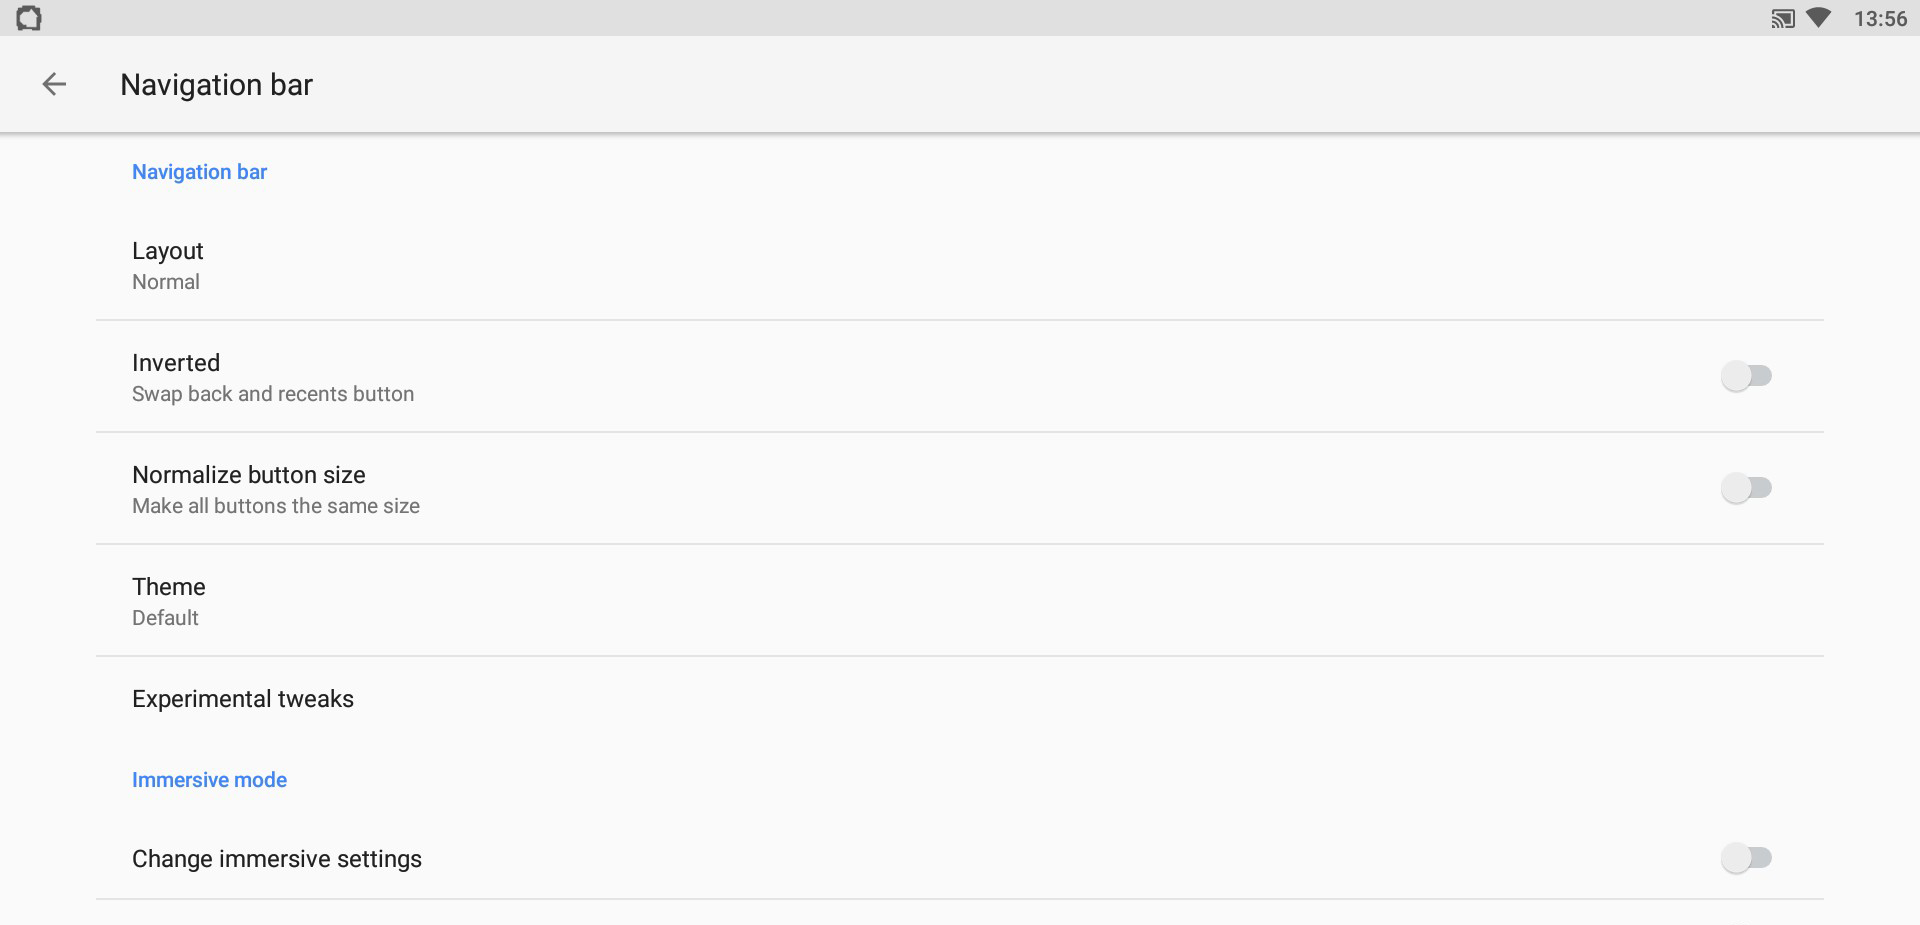 13:56
Navigation bar
Navigation bar
Layout
Normal
Inverted
Swap back and recents button
Normalize button size
Make all buttons the same size
Theme
Default
Experimental tweaks
Immersive mode
Change immersive settings